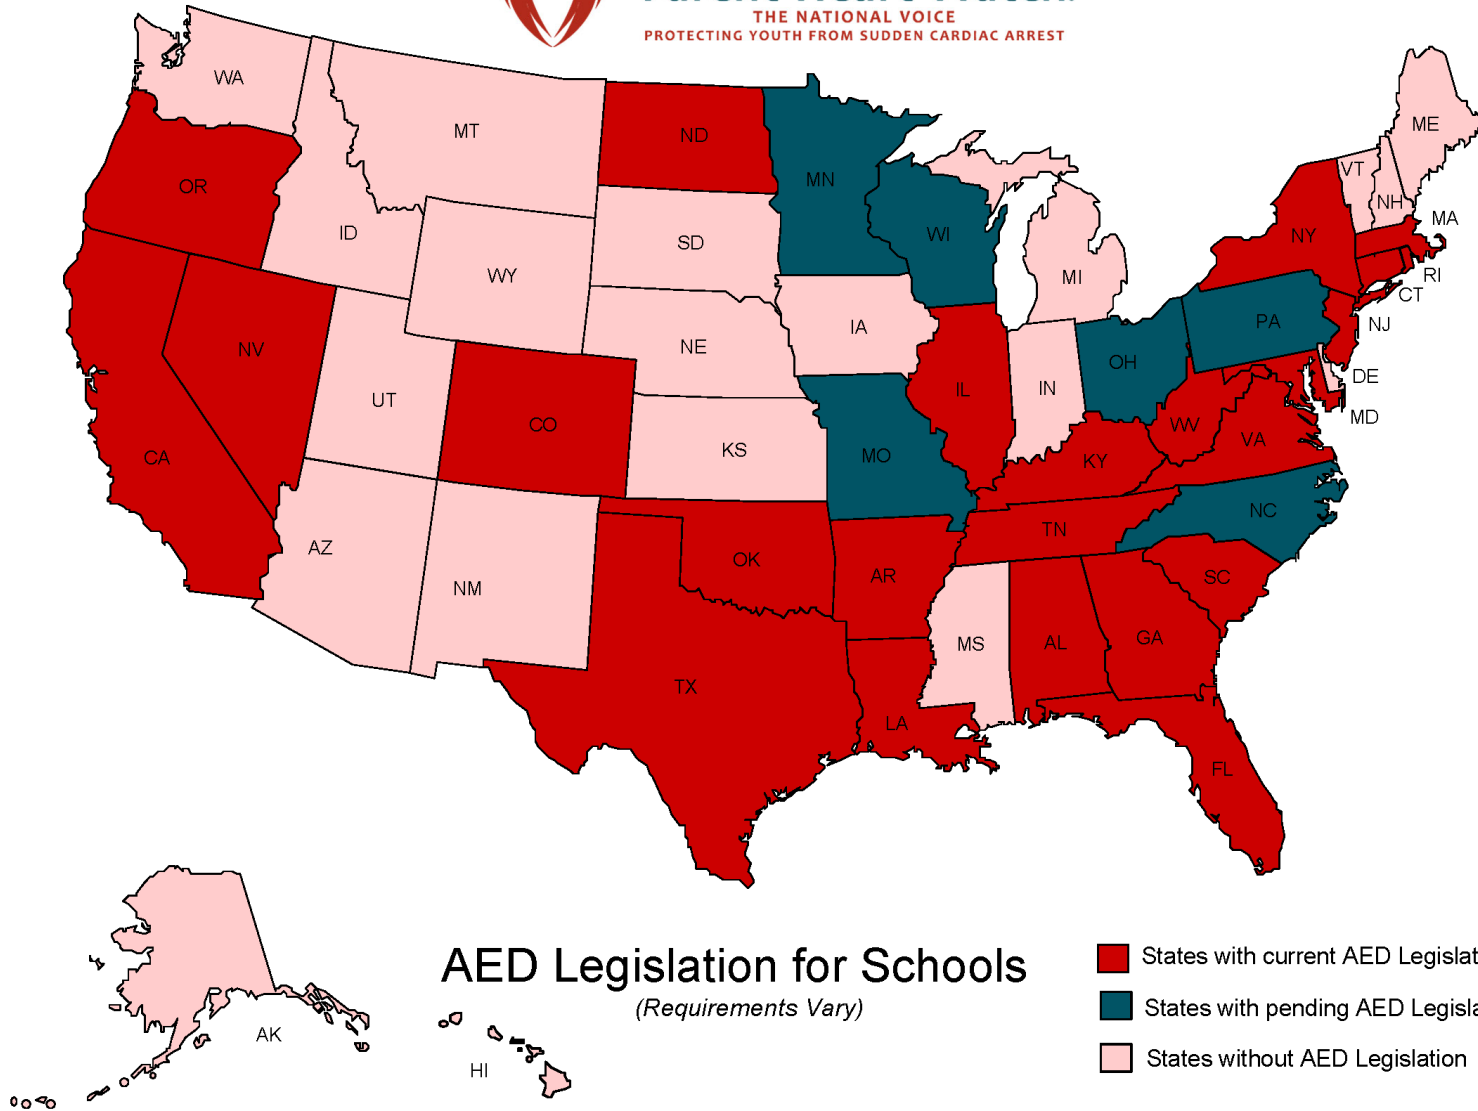 THE NATIONAL VOICE
PROTECTING YOUTH FROM SUDDEN CARDIAC ARREST
WA
MT
ND
MN
ME
VT
NH
MA
OR
ID
SD
WI
NY
WY
MI
RI
CT
IA
PA
NJ
NV
NE
OH
DE
UT
IL
IN
MD
CO
WV
VA
CA
KS
MO
KY
NC
AZ
TN
OK
AR
SC
NM
MS
AL
GA
TX
LA
FL
AED Legislation for Schools
(Requirements Vary)
States with current AED
States with pending AED
States without AED Legislation
AK
HI